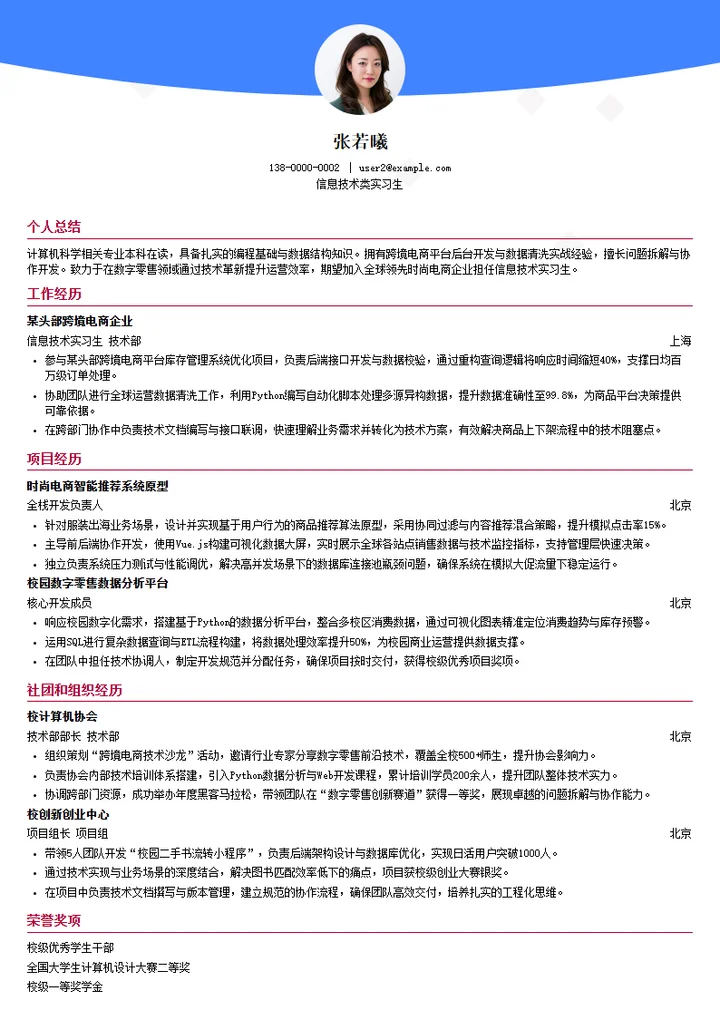 张若曦
138-0000-0002 | user2@example.com
信息技术类实习生
个人总结
计算机科学相关专业本科在读，具备扎实的编程基础与数据结构知识。拥有跨境电商平台后台开发与数据清洗实战经验，擅长问题拆解与协
作开发。致力于在数字零售领域通过技术革新提升运营效率，期望加入全球领先时尚电商企业担任信息技术实习生。
工作经历
某头部跨境电商企业
信息技术实习生 技术部 上海
• 参与某头部跨境电商平台库存管理系统优化项目，负责后端接口开发与数据校验，通过重构查询逻辑将响应时间缩短40%，支撑日均百
万级订单处理。
• 协助团队进行全球运营数据清洗工作，利用Python编写自动化脚本处理多源异构数据，提升数据准确性至99.8%，为商品平台决策提供
可靠依据。
• 在跨部门协作中负责技术文档编写与接口联调，快速理解业务需求并转化为技术方案，有效解决商品上下架流程中的技术阻塞点。
项目经历
时尚电商智能推荐系统原型
全栈开发负责人 北京
• 针对服装出海业务场景，设计并实现基于用户行为的商品推荐算法原型，采用协同过滤与内容推荐混合策略，提升模拟点击率15%。
• 主导前后端协作开发，使用Vue.js构建可视化数据大屏，实时展示全球各站点销售数据与技术监控指标，支持管理层快速决策。
• 独立负责系统压力测试与性能调优，解决高并发场景下的数据库连接池瓶颈问题，确保系统在模拟大促流量下稳定运行。
校园数字零售数据分析平台
核心开发成员 北京
• 响应校园数字化需求，搭建基于Python的数据分析平台，整合多校区消费数据，通过可视化图表精准定位消费趋势与库存预警。
• 运用SQL进行复杂数据查询与ETL流程构建，将数据处理效率提升50%，为校园商业运营提供数据支撑。
• 在团队中担任技术协调人，制定开发规范并分配任务，确保项目按时交付，获得校级优秀项目奖项。
社团和组织经历
校计算机协会
技术部部长 技术部 北京
• 组织策划“跨境电商技术沙龙”活动，邀请行业专家分享数字零售前沿技术，覆盖全校500+师生，提升协会影响力。
• 负责协会内部技术培训体系搭建，引入Python数据分析与Web开发课程，累计培训学员200余人，提升团队整体技术实力。
• 协调跨部门资源，成功举办年度黑客马拉松，带领团队在“数字零售创新赛道”获得一等奖，展现卓越的问题拆解与协作能力。
校创新创业中心
项目组长 项目组 北京
• 带领5人团队开发“校园二手书流转小程序”，负责后端架构设计与数据库优化，实现日活用户突破1000人。
• 通过技术实现与业务场景的深度结合，解决图书匹配效率低下的痛点，项目获校级创业大赛银奖。
• 在项目中负责技术文档撰写与版本管理，建立规范的协作流程，确保团队高效交付，培养扎实的工程化思维。
荣誉奖项
校级优秀学生干部
全国大学生计算机设计大赛二等奖
校级一等奖学金